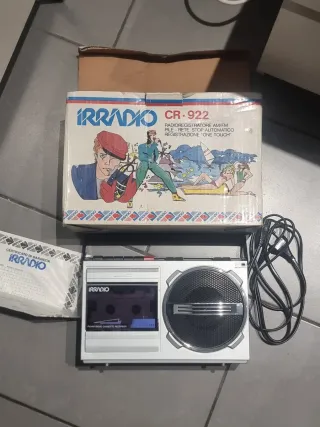 IRRADIO
CR-922
RADIOREGISTRATORE AM/FM
PILE - RETE STOP AUTOMATICO
REGISTRAZIONE "ONE TOUCH"
IRRADIO
IRRADIO